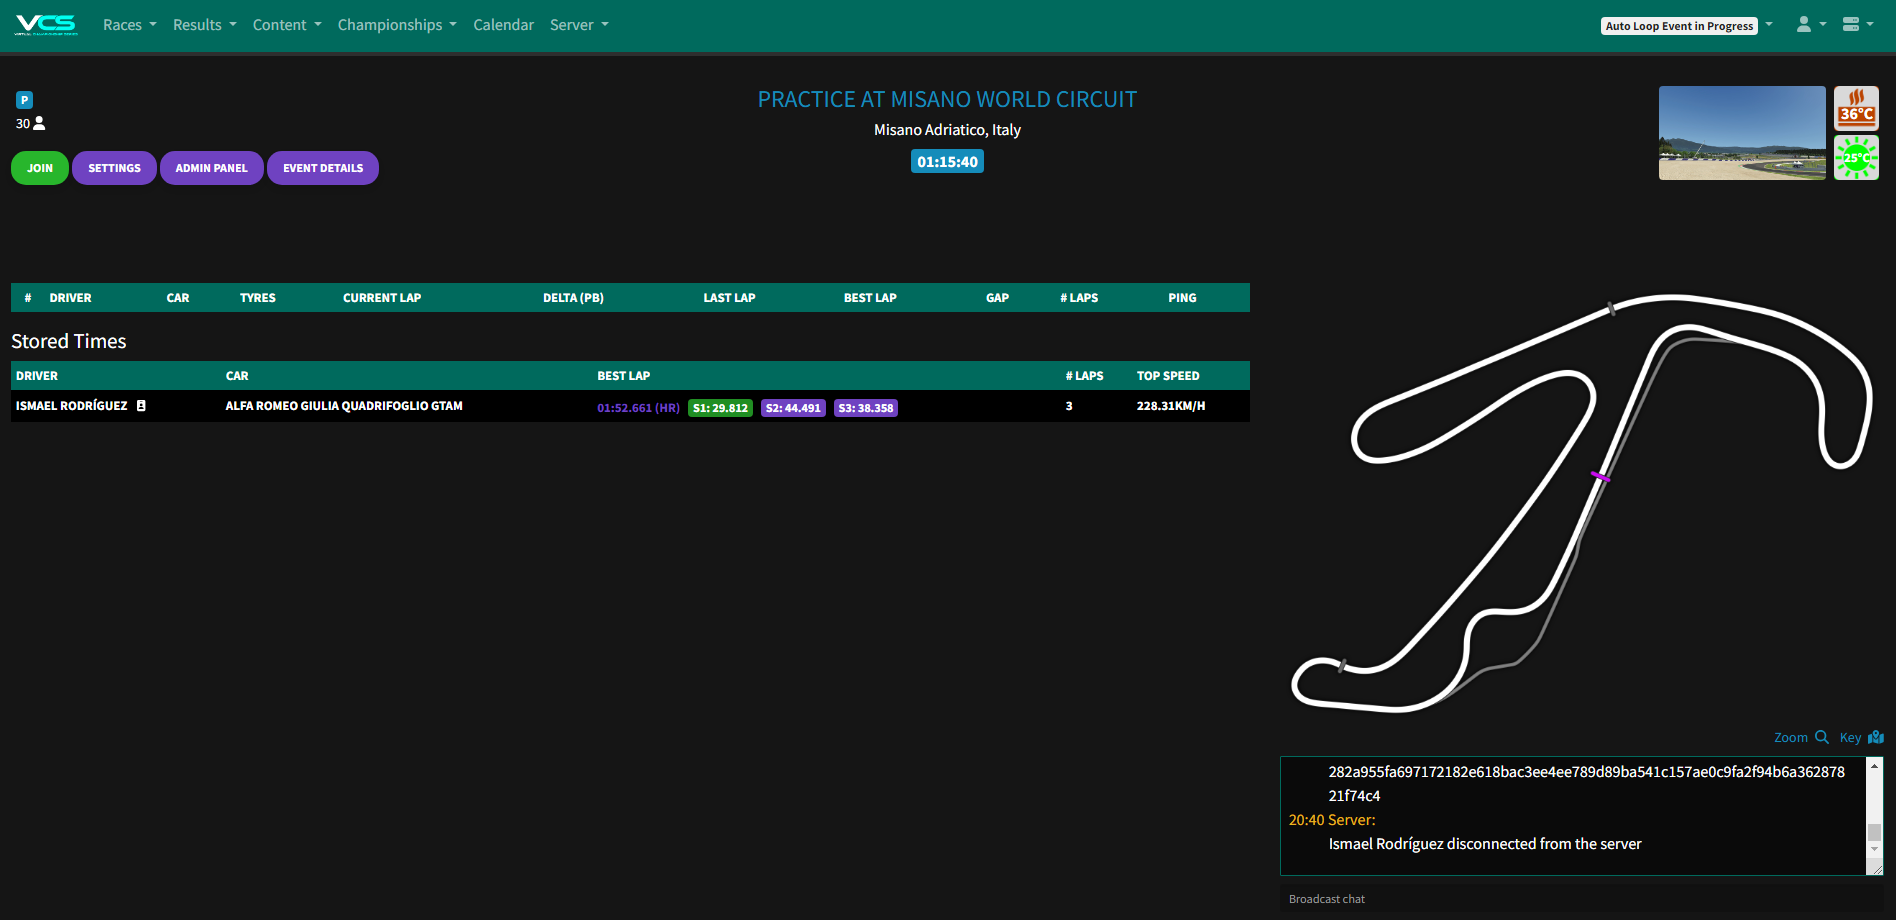 VCS Races Results Content Championships Calendar Server Auto Loop Event in Progress
P
30
JOIN SETTINGS ADMIN PANEL EVENT DETAILS
PRACTICE AT MISANO WORLD CIRCUIT
Misano Adriatico, Italy
01:15:40
36°C
25°C
# DRIVER CAR TYRES CURRENT LAP DELTA (PB) LAST LAP BEST LAP GAP # LAPS PING
Stored Times
DRIVER CAR BEST LAP # LAPS TOP SPEED
ISMAEL RODRÍGUEZ ALFA ROMEO GIULIA QUADRIFOGLIO GTAM 01:52.661 (HR) S1: 29.812 S2: 44.491 S3: 38.358 3 228.31KM/H
Zoom Key
282a955fa697172182e618bac3ee4ee789d89ba541c157ae0c9fa2f94b6a362878
21f74c4
20:40 Server:
Ismael Rodríguez disconnected from the server
Broadcast chat